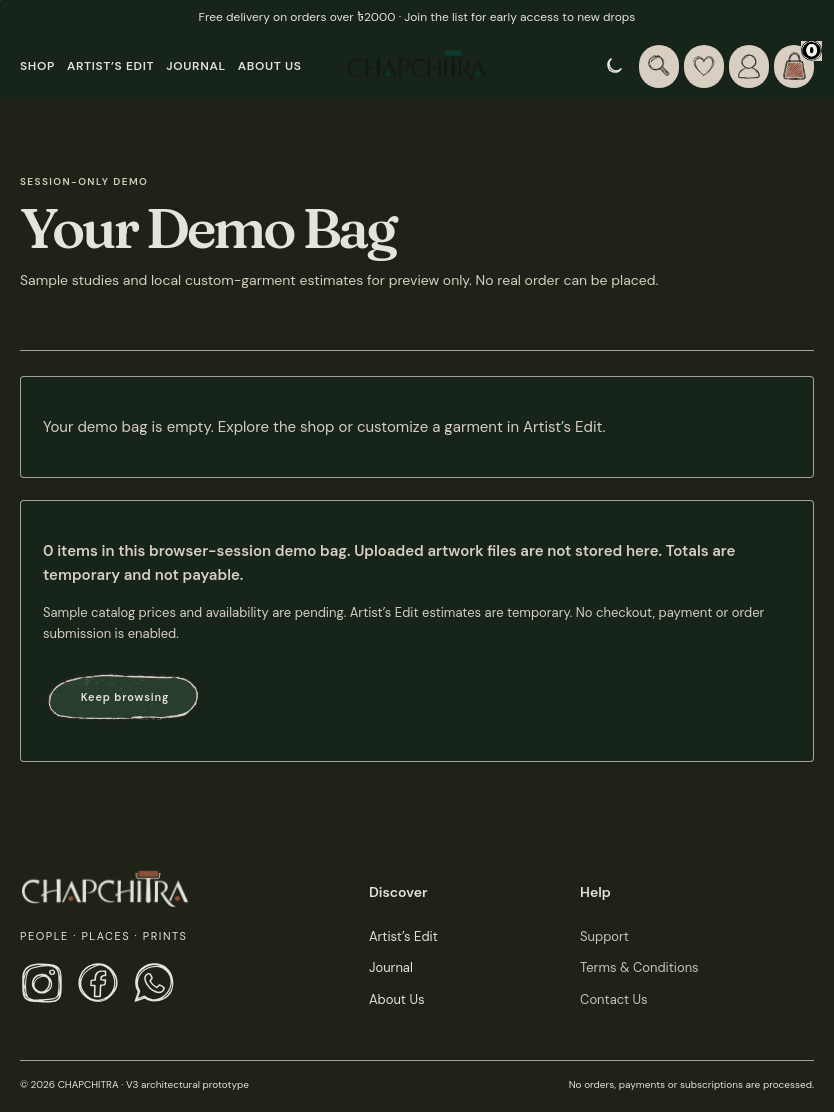 Free delivery on orders over ৳2000 · Join the list for early access to new drops
SHOP ARTIST’S EDIT JOURNAL ABOUT US CHAPCHITRA 0
SESSION-ONLY DEMO
Your Demo Bag
Sample studies and local custom-garment estimates for preview only. No real order can be placed.
Your demo bag is empty. Explore the shop or customize a garment in Artist’s Edit.
0 items in this browser-session demo bag. Uploaded artwork files are not stored here. Totals are
temporary and not payable.
Sample catalog prices and availability are pending. Artist’s Edit estimates are temporary. No checkout, payment or order
submission is enabled.
Keep browsing
CHAPCHITRA
PEOPLE · PLACES · PRINTS
Discover
Artist’s Edit
Journal
About Us
Help
Support
Terms & Conditions
Contact Us
© 2026 CHAPCHITRA · V3 architectural prototype
No orders, payments or subscriptions are processed.